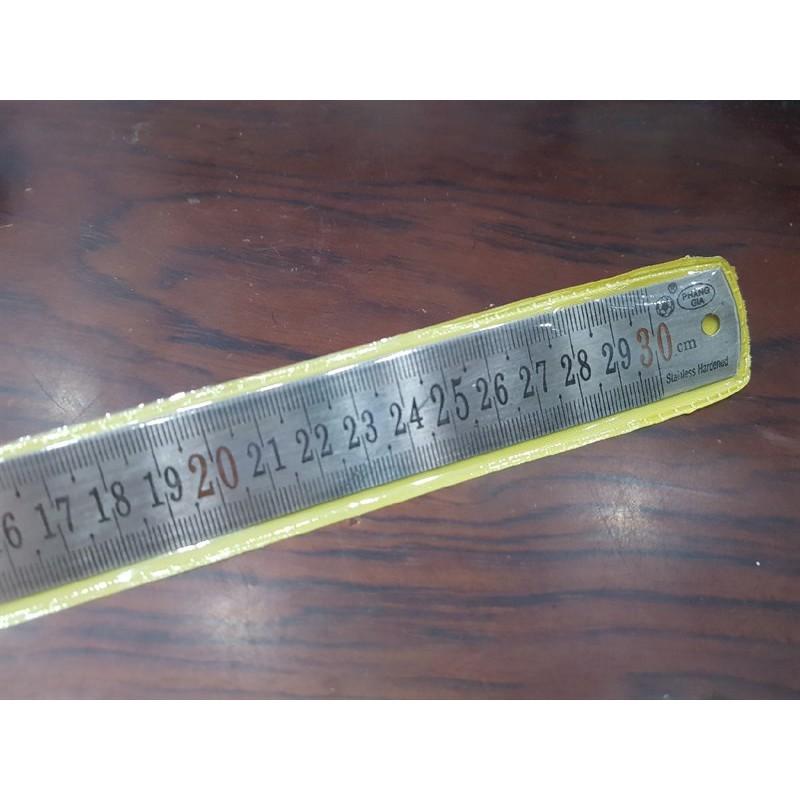 6 17 18 19 20 21 22 23 24 25 26 27 28 29 30 cm
PHÀNG
GIA
Stainless Hardened